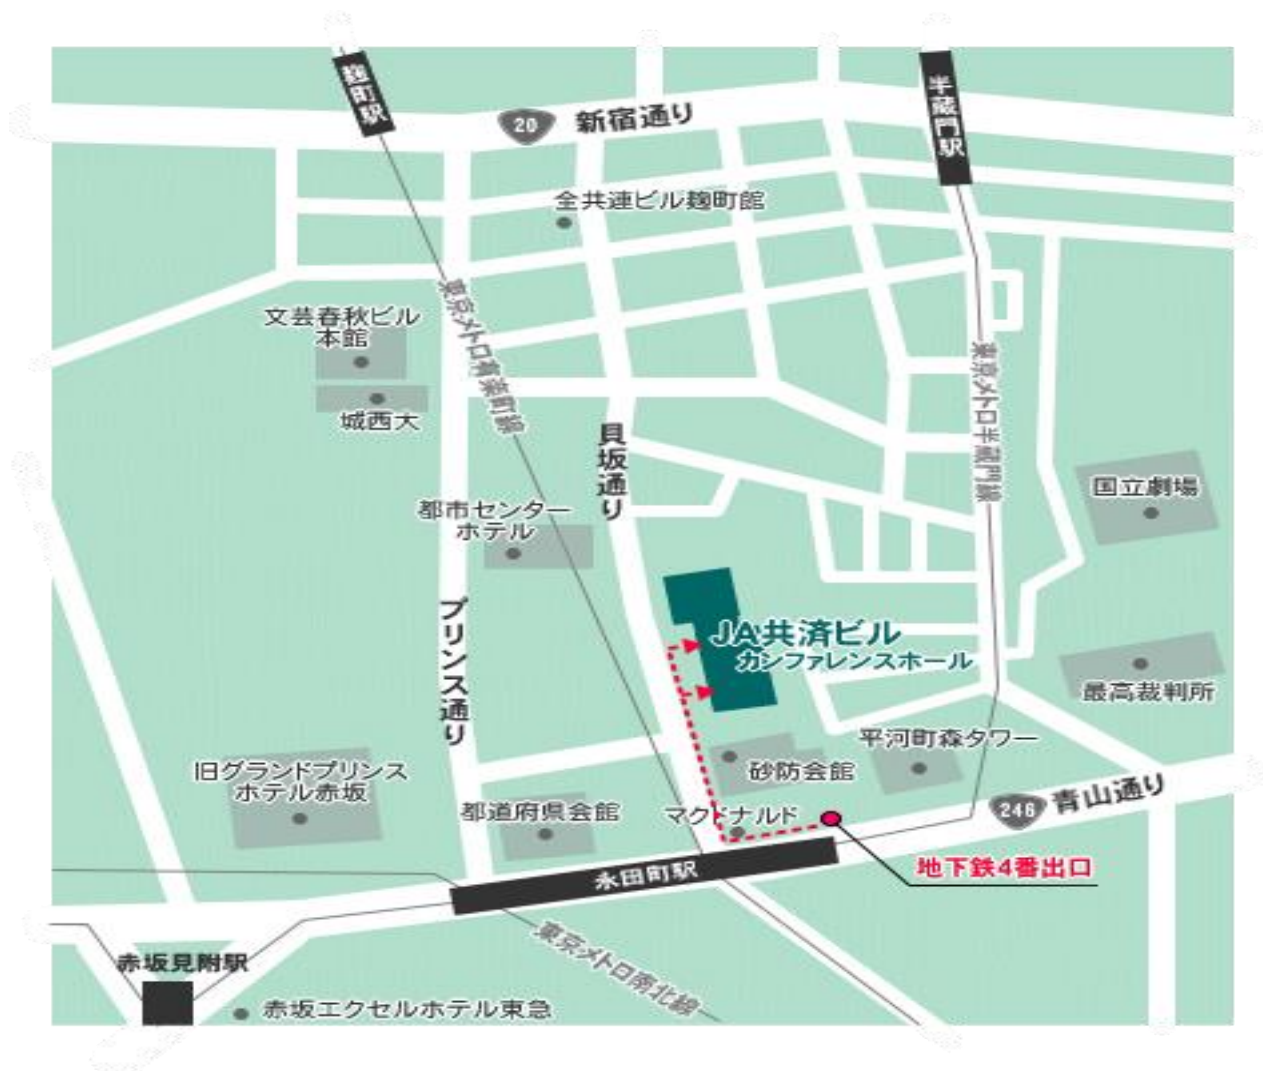 麹町駅
20
新宿通り
半蔵門駅
全共連ビル麹町館
文芸春秋ビル
本館
城西大
東京メトロ有楽町線
東京メトロ半蔵門線
貝坂通り
国立劇場
都市センター
ホテル
プリンス通り
JA共済ビル
カンファレンスホール
最高裁判所
平河町森タワー
砂防会館
旧グランドプリンス
ホテル赤坂
都道府県会館
マクドナルド
246
青山通り
地下鉄4番出口
永田町駅
東京メトロ南北線
赤坂見附駅
赤坂エクセルホテル東急